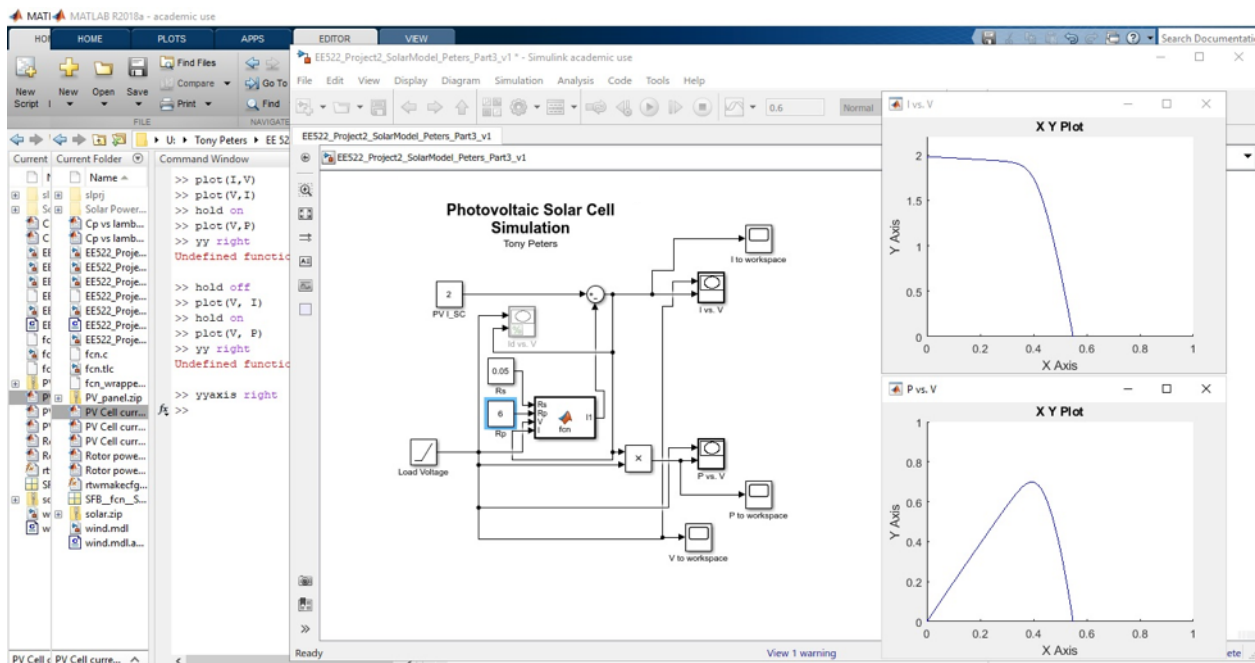 MATI MATLAB R2018a - academic use
HOI HOME PLOTS APPS EDITOR VIEW
Search Documentati
New Script
New Open Save
Find Files
Compare
Print
Go To
Find
FILE
NAVIGATE
U: ▸ Tony Peters ▸ EE 52
Current Current Folder
Name
slprj
Solar Power...
Cp vs lamb...
Cp vs lamb...
EE522_Proje...
EE522_Proje...
EE522_Proje...
EE522_Proje...
EE522_Proje...
EE522_Proje...
EE522_Proje...
fcn.c
fcn.tlc
fcn_wrappe...
PV_panel.zip
PV Cell curr...
PV Cell curr...
PV Cell curr...
Rotor powe...
Rotor powe...
rtwmakecfg...
SFB__fcn__S...
solar.zip
wind.mdl
wind.mdl.a...
PV Cell c PV Cell curre...
Command Window
>> plot(I,V)
>> plot(V,I)
>> hold on
>> plot(V,P)
>> yy right
Undefined functio
>> hold off
>> plot(V, I)
>> hold on
>> plot(V, P)
>> yy right
Undefined functio
>> yyaxis right
fx >>
EE522_Project2_SolarModel_Peters_Part3_v1 * - Simulink academic use
File Edit View Display Diagram Simulation Analysis Code Tools Help
0.6 Normal
EE522_Project2_SolarModel_Peters_Part3_v1
EE522_Project2_SolarModel_Peters_Part3_v1
Photovoltaic Solar Cell
Simulation
Tony Peters
I to workspace
2
PV I_SC
I vs. V
Id vs. V
0.05
Rs
6
Rp
Rs
Rp
V
I
fcn
I1
Load Voltage
×
P vs. V
P to workspace
V to workspace
Ready View 1 warning ete
I vs. V
X Y Plot
Y Axis
2
1.5
1
0.5
0
0 0.2 0.4 0.6 0.8 1
X Axis
P vs. V
X Y Plot
Y Axis
1
0.8
0.6
0.4
0.2
0
0 0.2 0.4 0.6 0.8 1
X Axis